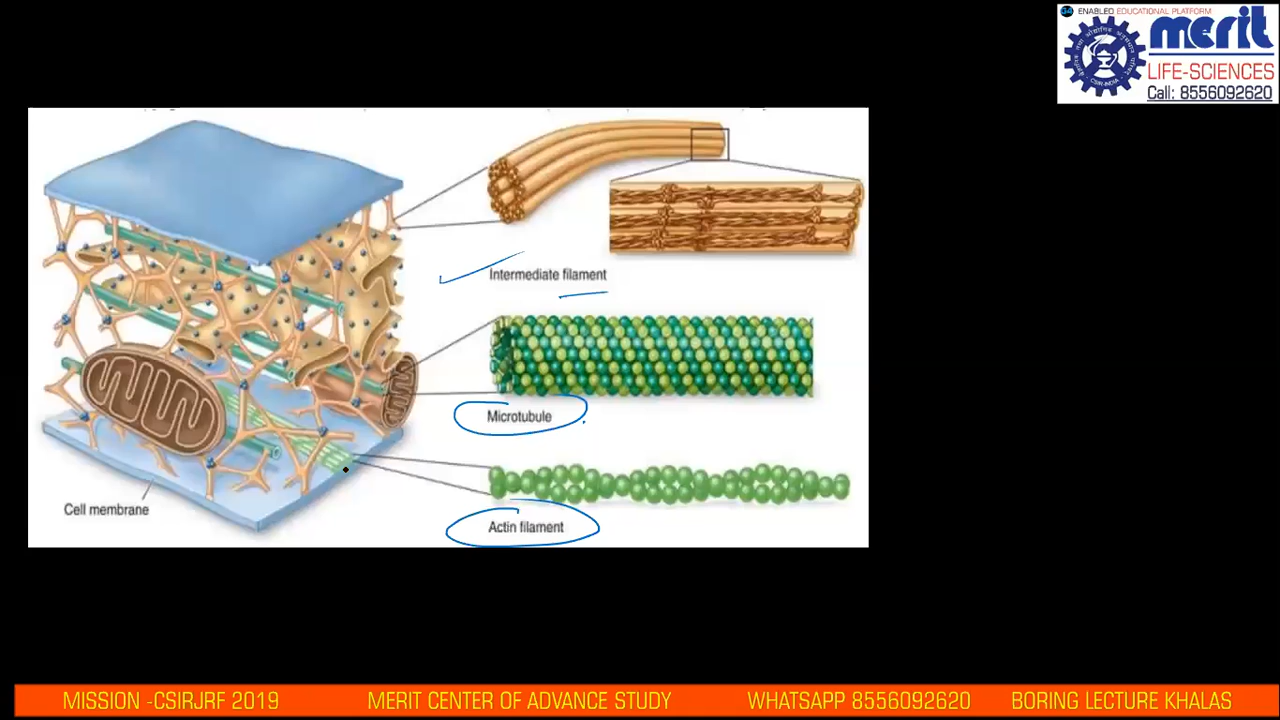 ENABLED EDUCATIONAL PLATFORM
merit
LIFE-SCIENCES
Call: 8556092620
Intermediate filament
Microtubule
Cell membrane
Actin filament
MISSION -CSIRJRF 2019 MERIT CENTER OF ADVANCE STUDY WHATSAPP 8556092620 BORING LECTURE KHALAS